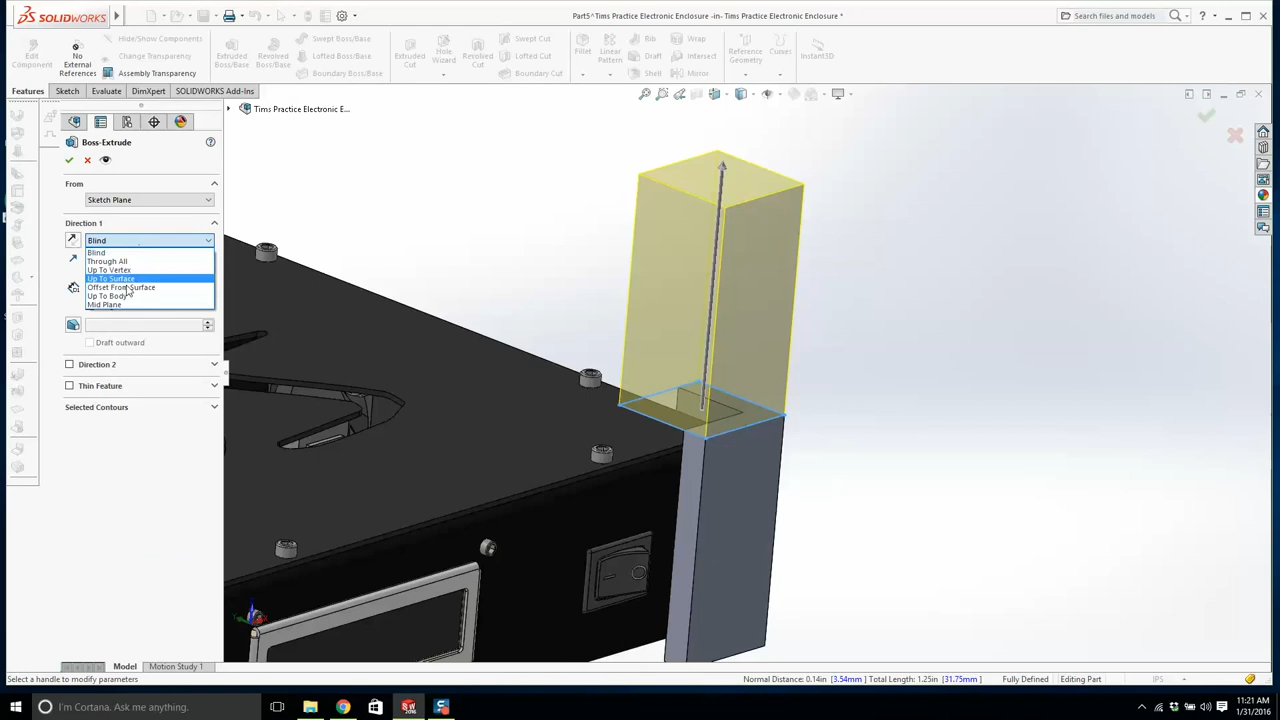 SOLIDWORKS
Part5^Tims Practice Electronic Enclosure -in- Tims Practice Electronic Enclosure *
Search files and models
Edit Component
No External References
Hide/Show Components
Change Transparency
Assembly Transparency
Extruded Boss/Base
Revolved Boss/Base
Swept Boss/Base
Lofted Boss/Base
Boundary Boss/Base
Extruded Cut
Hole Wizard
Revolved Cut
Swept Cut
Lofted Cut
Boundary Cut
Fillet
Linear Pattern
Rib
Draft
Shell
Wrap
Intersect
Mirror
Reference Geometry
Curves
Instant3D
Features
Sketch
Evaluate
DimXpert
SOLIDWORKS Add-Ins
Tims Practice Electronic E...
Boss-Extrude
From
Sketch Plane
Direction 1
Blind
Blind
Through All
Up To Vertex
Up To Surface
Offset From Surface
Up To Body
Mid Plane
Draft outward
Direction 2
Thin Feature
Selected Contours
Model
Motion Study 1
Select a handle to modify parameters
Normal Distance: 0.14in [3.54mm] Total Length: 1.25in [31.75mm]
Fully Defined
Editing Part
IPS
I'm Cortana. Ask me anything.
11:21 AM
1/31/2016